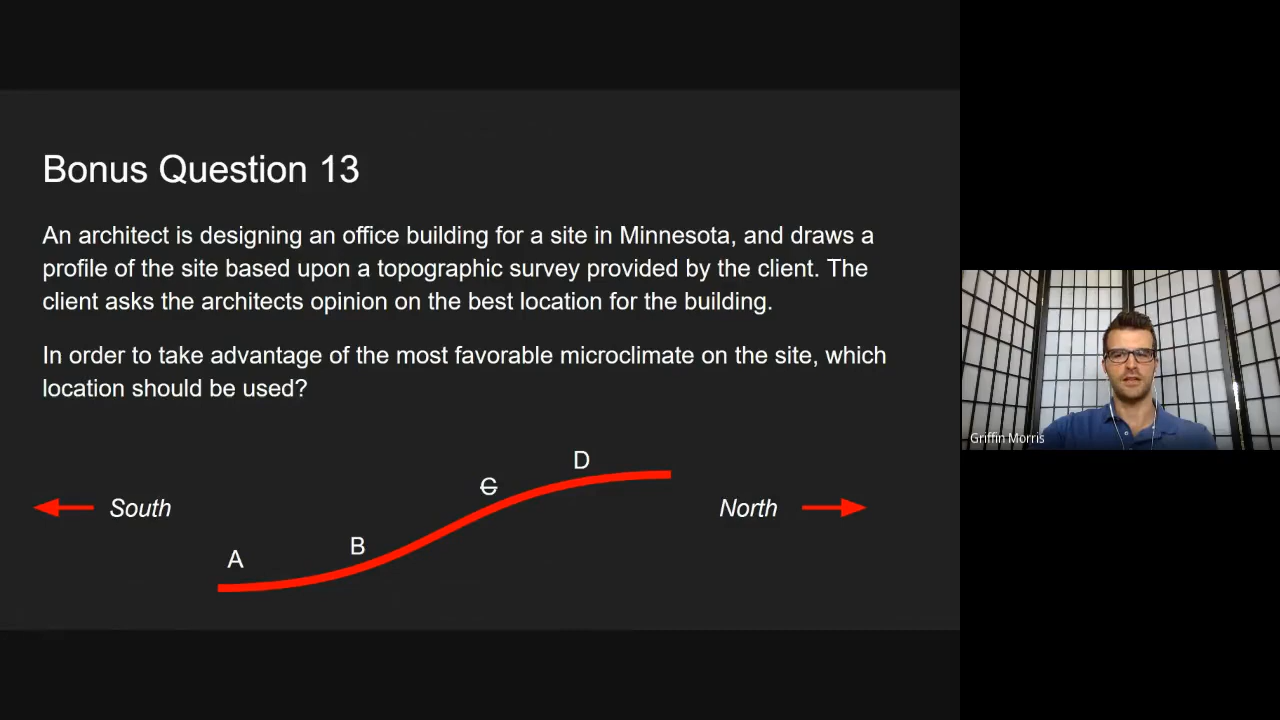 Bonus Question 13
An architect is designing an office building for a site in Minnesota, and draws a
profile of the site based upon a topographic survey provided by the client. The
client asks the architects opinion on the best location for the building.
In order to take advantage of the most favorable microclimate on the site, which
location should be used?
Griffin Morris
D
C
South
North
B
A